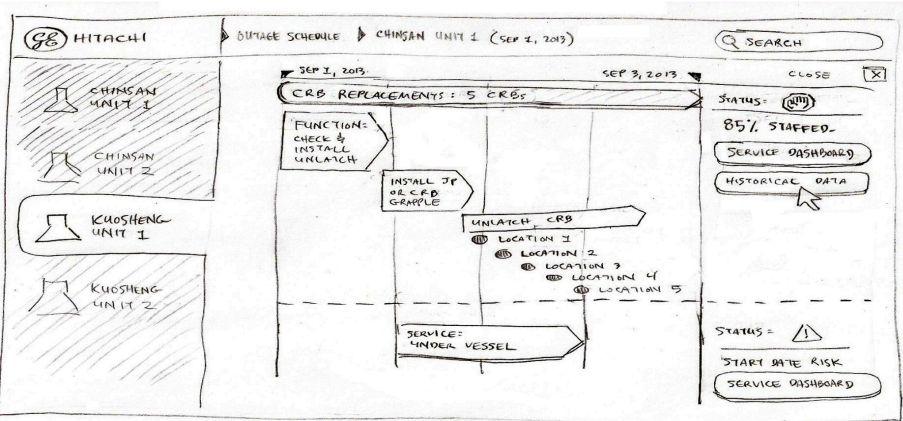 GE HITACHI
OUTAGE SCHEDULE
CHINSAN UNIT 1 (SEP 1, 2013)
SEARCH
CHINSAN
UNIT 1
CHINSAN
UNIT 2
KUOSHENG
UNIT 1
KUOSHENG
UNIT 2
SEP 1, 2013.
SEP 3, 2013
CRB REPLACEMENTS: 5 CRBs
FUNCTION:
CHECK &
INSTALL
UNLATCH
INSTALL JP
OR CRB
GRAPPLE
UNLATCH CRB
LOCATION 1
LOCATION 2
LOCATION 3
LOCATION 4
LOCATION 5
SERVICE:
UNDER VESSEL
CLOSE X
STATUS:
85% STAFFED
SERVICE DASHBOARD
HISTORICAL DATA
STATUS: !
START DATE RISK
SERVICE DASHBOARD